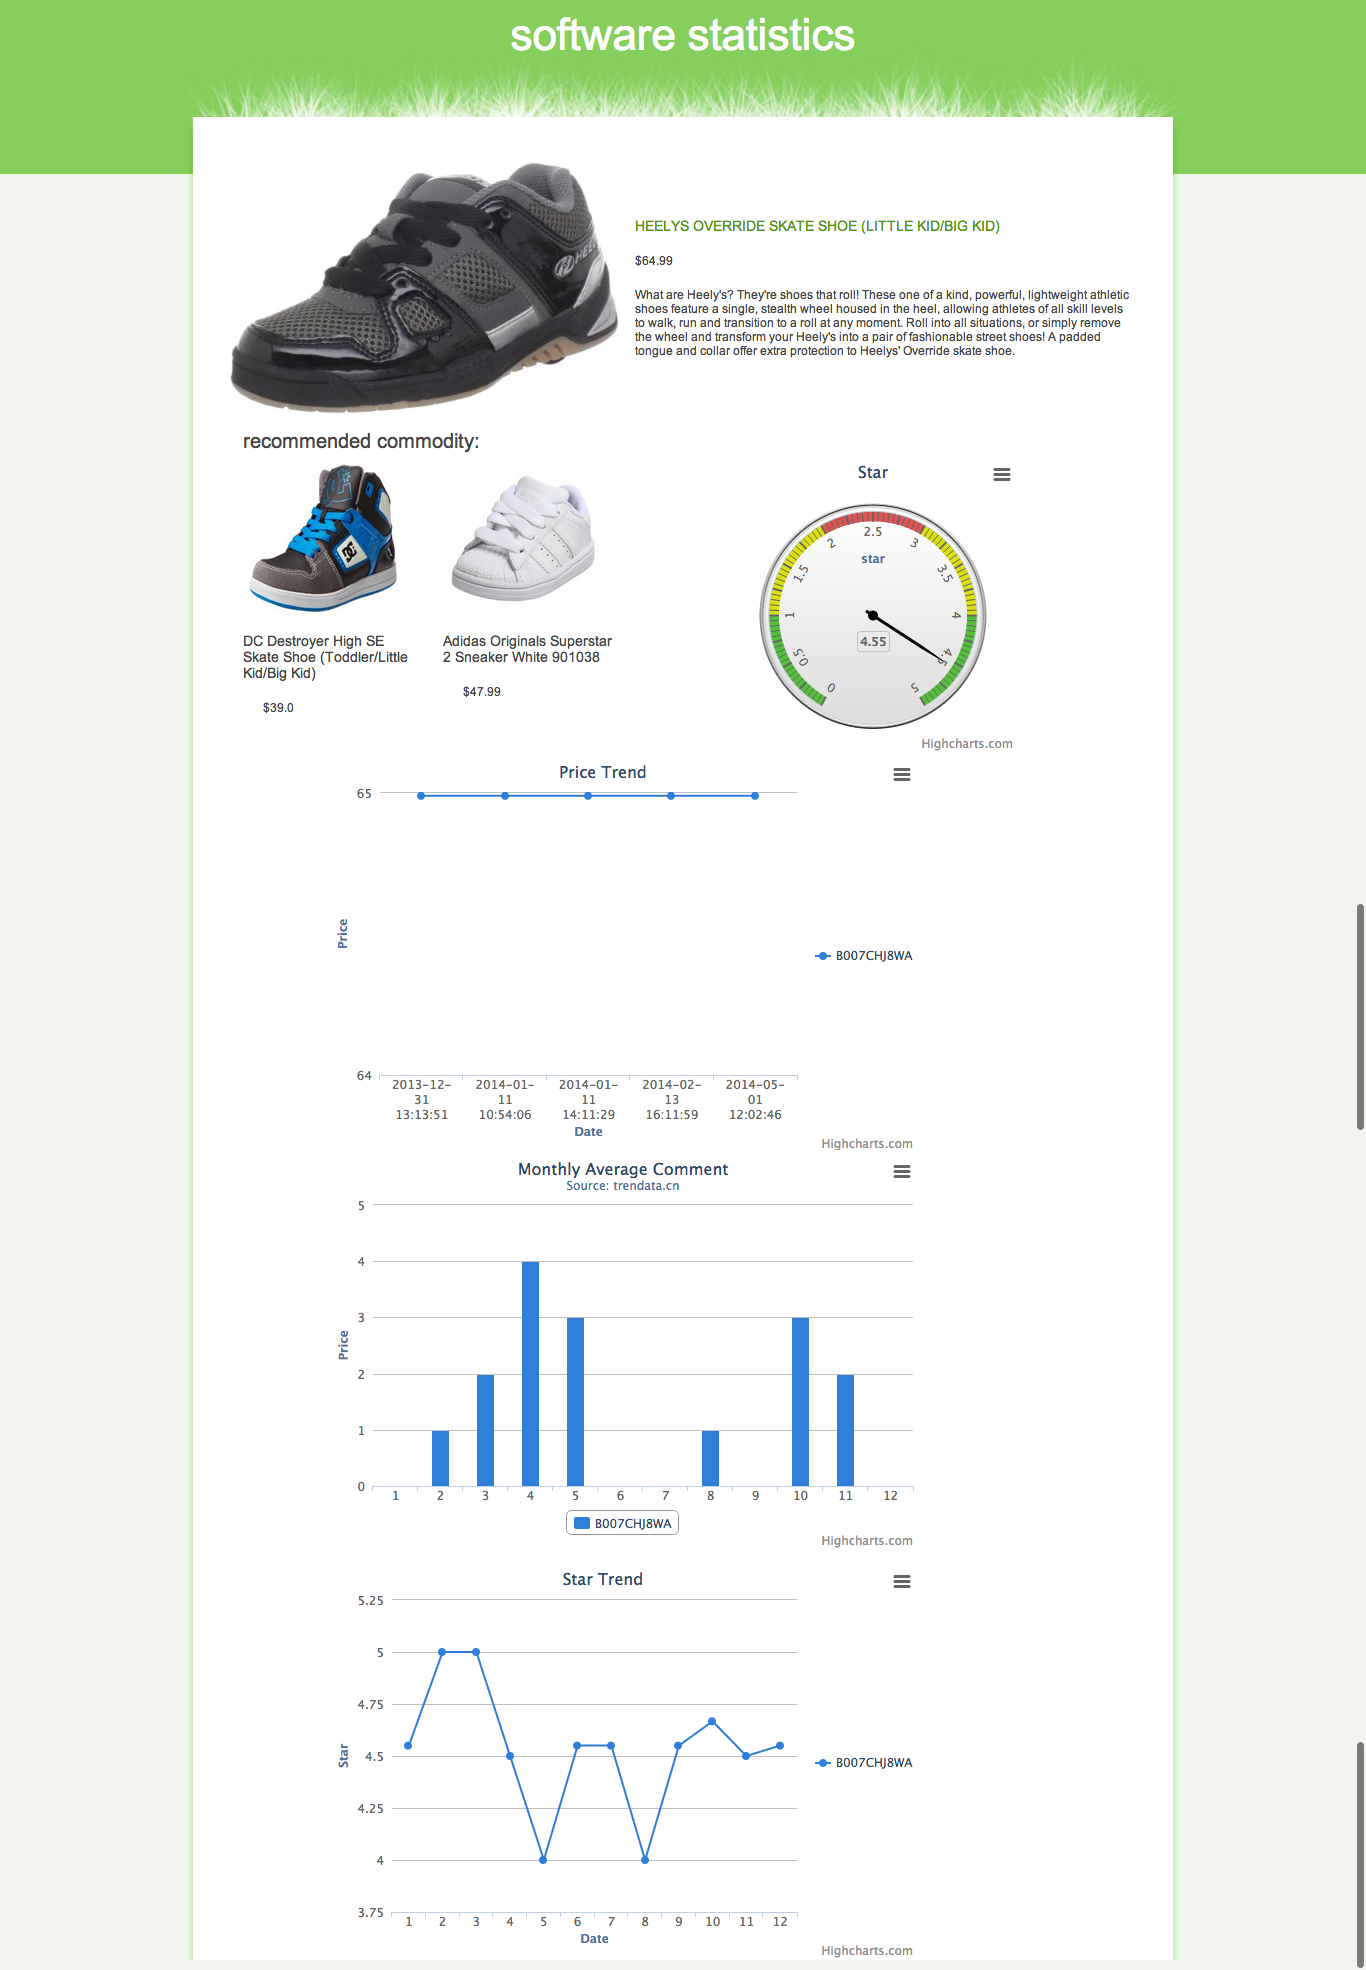 software statistics
HEELYS OVERRIDE SKATE SHOE (LITTLE KID/BIG KID)
$64.99
What are Heely's? They're shoes that roll! These one of a kind, powerful, lightweight athletic
shoes feature a single, stealth wheel housed in the heel, allowing athletes of all skill levels
to walk, run and transition to a roll at any moment. Roll into all situations, or simply remove
the wheel and transform your Heely's into a pair of fashionable street shoes! A padded
tongue and collar offer extra protection to Heelys' Override skate shoe.
recommended commodity:
DC Destroyer High SE
Skate Shoe (Toddler/Little
Kid/Big Kid)
$39.0
Adidas Originals Superstar
2 Sneaker White 901038
$47.99
Star
0
0.5
1
1.5
2
2.5
3
3.5
4
4.5
5
star
4.55
Highcharts.com
Price Trend
65
64
Price
B007CHJ8WA
2013-12-
31
13:13:51
2014-01-
11
10:54:06
2014-01-
11
14:11:29
2014-02-
13
16:11:59
2014-05-
01
12:02:46
Date
Highcharts.com
Monthly Average Comment
Source: trendata.cn
5
4
3
2
1
0
Price
1 2 3 4 5 6 7 8 9 10 11 12
B007CHJ8WA
Highcharts.com
Star Trend
5.25
5
4.75
4.5
4.25
4
3.75
Star
B007CHJ8WA
1 2 3 4 5 6 7 8 9 10 11 12
Date
Highcharts.com